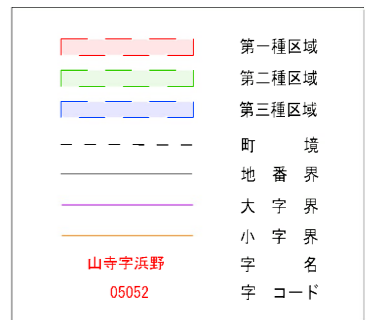 第一種区域
第二種区域
第三種区域
町 境
地 番 界
大 字 界
小 字 界
山寺字浜野 字 名
05052 字 コード